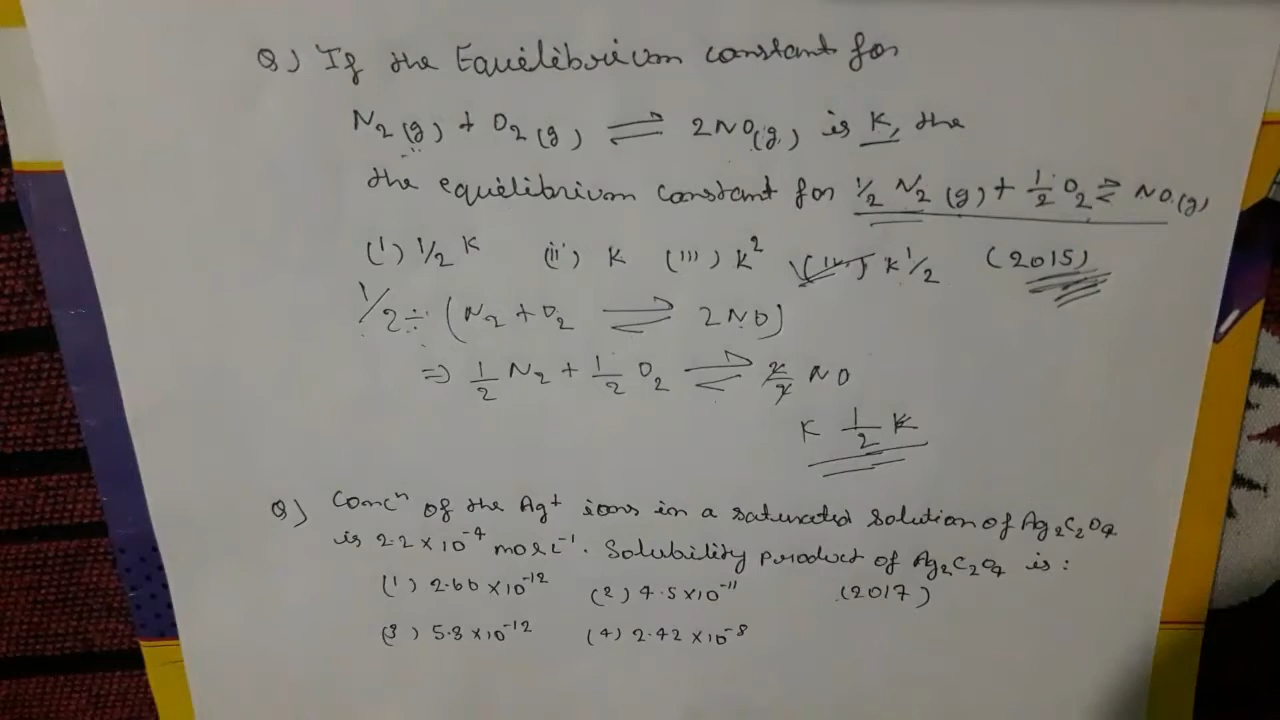 Q) If the Equilibrium constant for
N2(g) + O2(g) ⇌ 2NO(g) is K, the
the equilibrium constant for 1/2 N2(g) + 1/2 O2 ⇌ NO(g)
(i) 1/2 K (ii) K (iii) K^2 (iv) K^1/2 (2015)
1/2 ÷ (N2 + O2 ⇌ 2NO)
⇒ 1/2 N2 + 1/2 O2 ⇌ 2/2 NO
K 1/2 K
Q) Conc^n of the Ag+ ions in a saturated solution of Ag2C2O4
is 2.2 × 10^-4 mol L^-1. Solubility product of Ag2C2O4 is :
(1) 2.66 × 10^-12 (2) 4.5 × 10^-11 (2017)
(3) 5.3 × 10^-12 (4) 2.42 × 10^-8